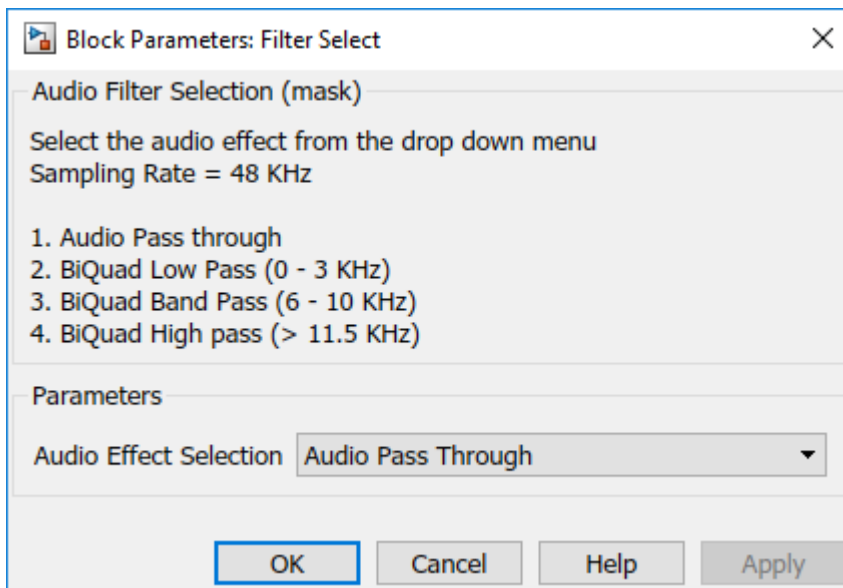 Block Parameters: Filter Select
Audio Filter Selection (mask)
Select the audio effect from the drop down menu
Sampling Rate = 48 KHz
1. Audio Pass through
2. BiQuad Low Pass (0 - 3 KHz)
3. BiQuad Band Pass (6 - 10 KHz)
4. BiQuad High pass (> 11.5 KHz)
Parameters
Audio Effect Selection Audio Pass Through
OK Cancel Help Apply